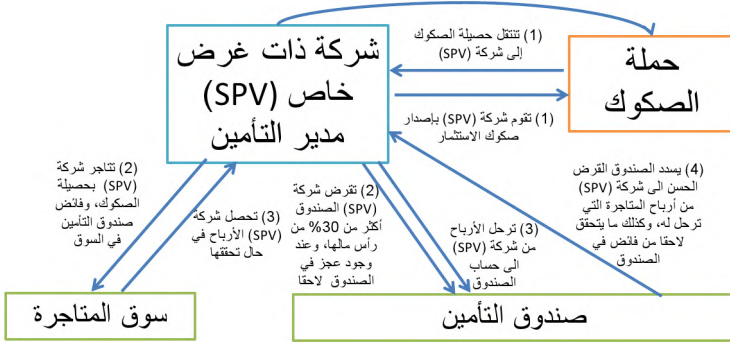 شركة ذات غرض
خاص (SPV)
مدير التأمين
(1) تنتقل حصيلة الصكوك
إلى شركة (SPV)
حملة
الصكوك
(1) تقوم شركة (SPV) بإصدار
صكوك الاستثمار
(2) تتاجر شركة
(SPV) بحصيلة
الصكوك، وفائض
صندوق التأمين
في السوق
(3) تحصل شركة
(SPV) الأرباح في
حال تحققها
(2) تقرض شركة
(SPV) الصندوق
أكثر من 30% من
رأس مالها، وعند
وجود عجز في
الصندوق لاحقا
(3) ترحل الأرباح
من شركة (SPV)
الى حساب
الصندوق
(4) يسدد الصندوق القرض
الحسن الى شركة (SPV)
من أرباح المتاجرة التي
ترحل له، وكذلك ما يتحقق
لاحقا من فائض في
الصندوق
سوق المتاجرة
صندوق التأمين